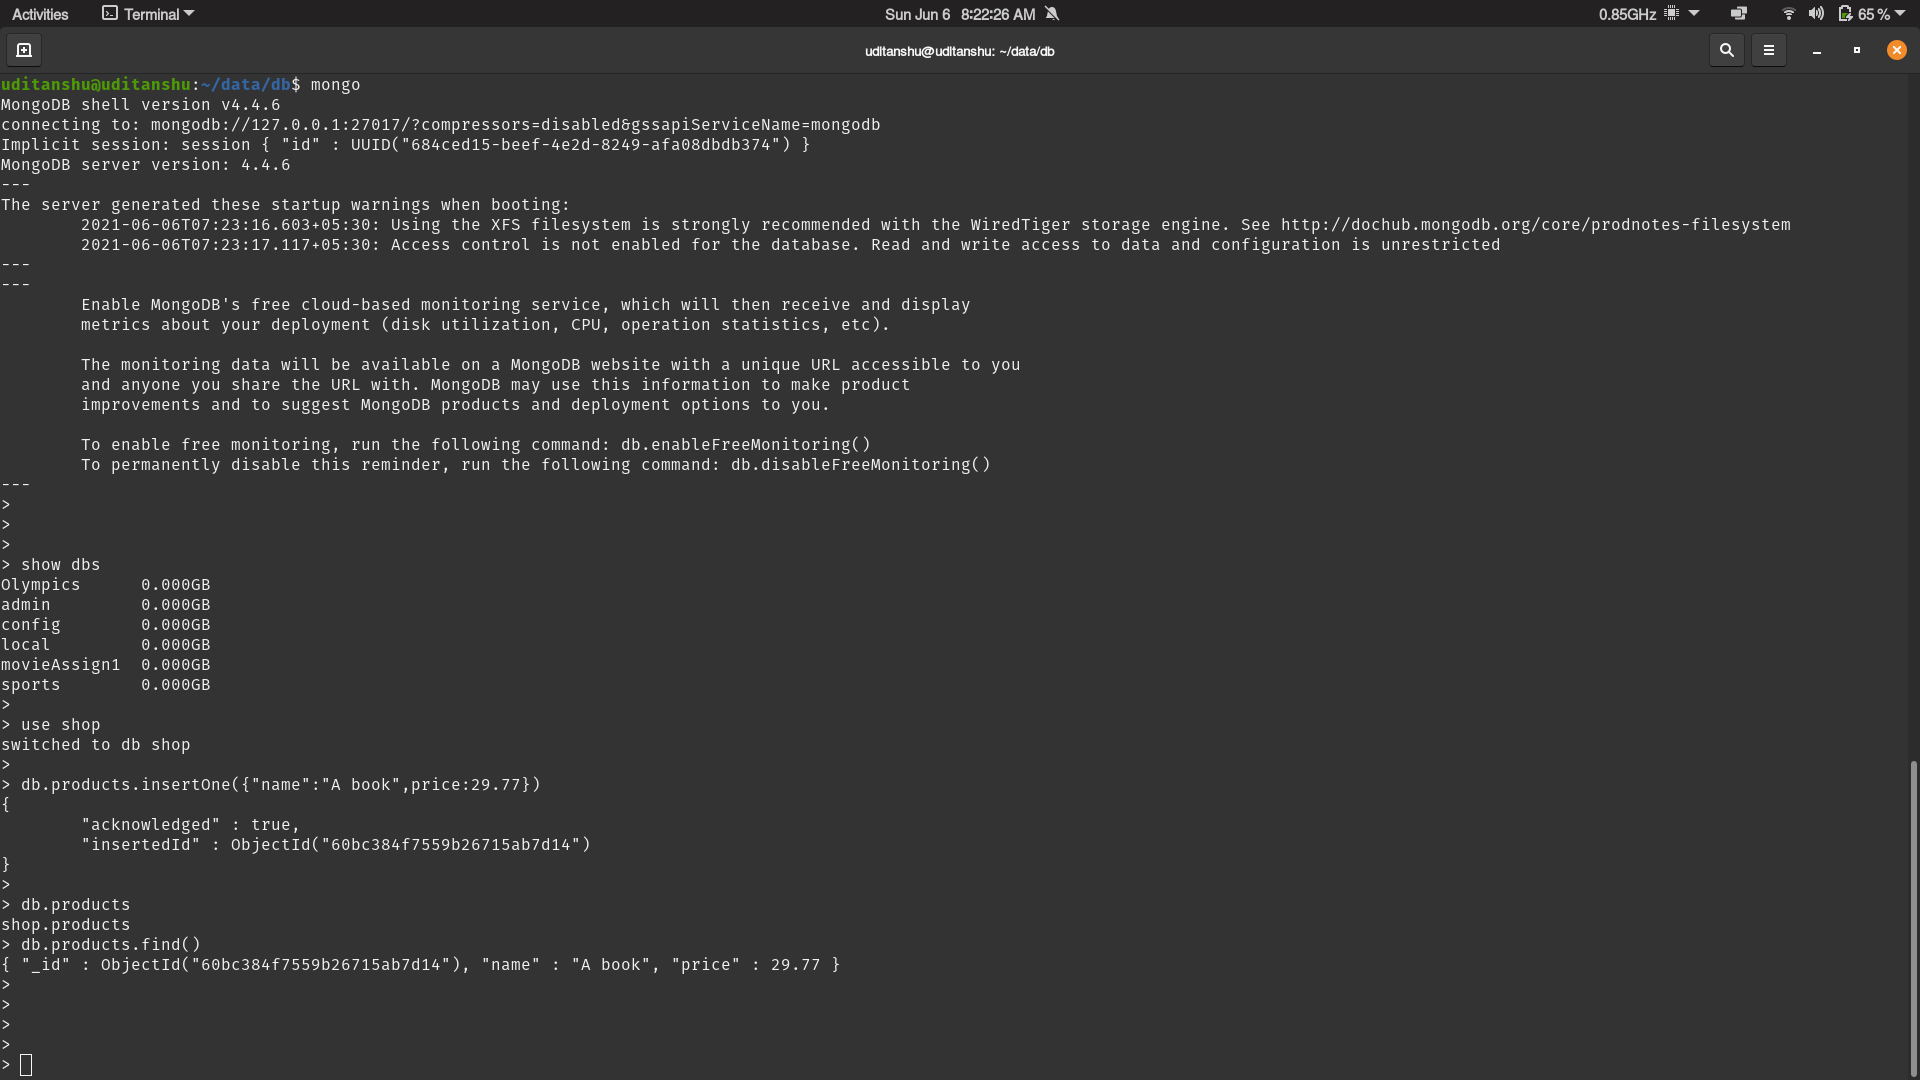 Activities Terminal Sun Jun 6 8:22:26 AM 0.85GHz 65 %
uditanshu@uditanshu: ~/data/db
uditanshu@uditanshu:~/data/db$ mongo
MongoDB shell version v4.4.6
connecting to: mongodb://127.0.0.1:27017/?compressors=disabled&gssapiServiceName=mongodb
Implicit session: session { "id" : UUID("684ced15-beef-4e2d-8249-afa08dbdb374") }
MongoDB server version: 4.4.6
---
The server generated these startup warnings when booting:
        2021-06-06T07:23:16.603+05:30: Using the XFS filesystem is strongly recommended with the WiredTiger storage engine. See http://dochub.mongodb.org/core/prodnotes-filesystem
        2021-06-06T07:23:17.117+05:30: Access control is not enabled for the database. Read and write access to data and configuration is unrestricted
---
---
        Enable MongoDB's free cloud-based monitoring service, which will then receive and display
        metrics about your deployment (disk utilization, CPU, operation statistics, etc).

        The monitoring data will be available on a MongoDB website with a unique URL accessible to you
        and anyone you share the URL with. MongoDB may use this information to make product
        improvements and to suggest MongoDB products and deployment options to you.

        To enable free monitoring, run the following command: db.enableFreeMonitoring()
        To permanently disable this reminder, run the following command: db.disableFreeMonitoring()
---
>
>
>
> show dbs
Olympics      0.000GB
admin         0.000GB
config        0.000GB
local         0.000GB
movieAssign1  0.000GB
sports        0.000GB
>
> use shop
switched to db shop
>
> db.products.insertOne({"name":"A book",price:29.77})
{
        "acknowledged" : true,
        "insertedId" : ObjectId("60bc384f7559b26715ab7d14")
}
>
> db.products
shop.products
> db.products.find()
{ "_id" : ObjectId("60bc384f7559b26715ab7d14"), "name" : "A book", "price" : 29.77 }
>
>
>
>
>